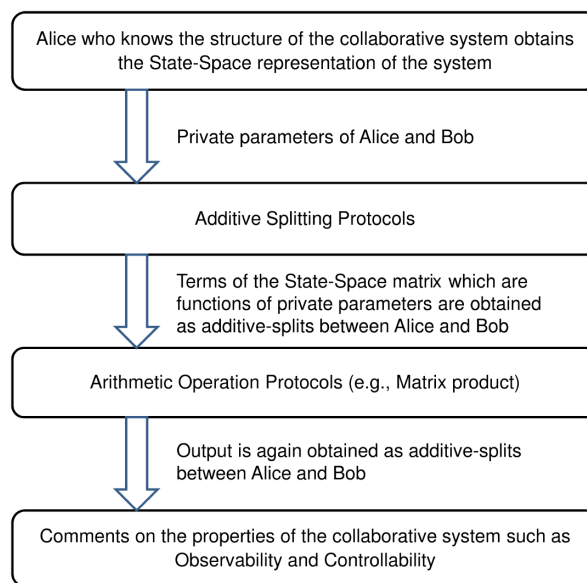 Alice who knows the structure of the collaborative system obtains
the State-Space representation of the system
Private parameters of Alice and Bob
Additive Splitting Protocols
Terms of the State-Space matrix which are
functions of private parameters are obtained
as additive-splits between Alice and Bob
Arithmetic Operation Protocols (e.g., Matrix product)
Output is again obtained as additive-splits
between Alice and Bob
Comments on the properties of the collaborative system such as
Observability and Controllability